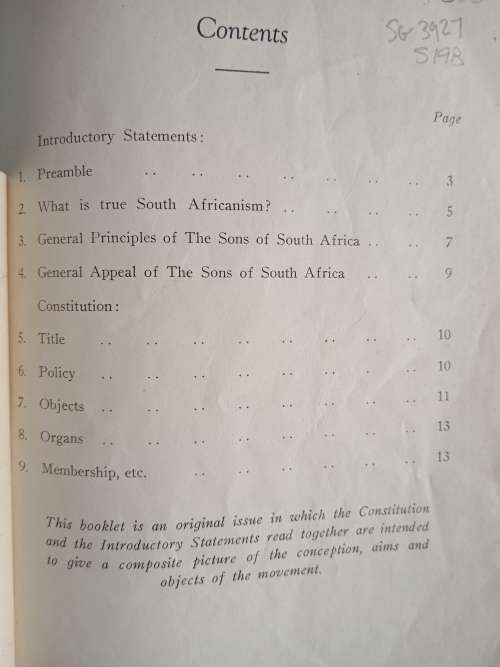 Contents
SG 3927
S19B
Page
Introductory Statements:
1. Preamble .. .. .. .. .. .. .. 3
2. What is true South Africanism? .. .. .. .. 5
3. General Principles of The Sons of South Africa .. .. 7
4. General Appeal of The Sons of South Africa .. .. 9
Constitution:
5. Title .. .. .. .. .. .. .. .. 10
6. Policy .. .. .. .. .. .. . .. 10
7. Objects .. .. .. .. .. .. .. .. 11
8. Organs .. .. .. .. .. .. .. .. 13
9. Membership, etc. .. .. .. .. .. .. 13
This booklet is an original issue in which the Constitution
and the Introductory Statements read together are intended
to give a composite picture of the conception, aims and
objects of the movement.